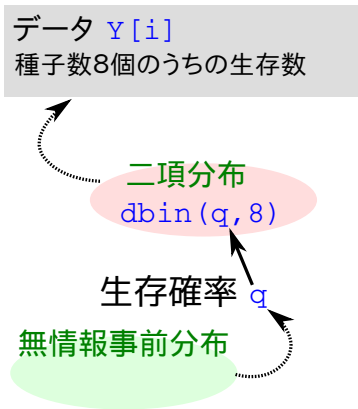 データ Y[i]
種子数8個のうちの生存数
二項分布
dbin(q,8)
生存確率 q
無情報事前分布